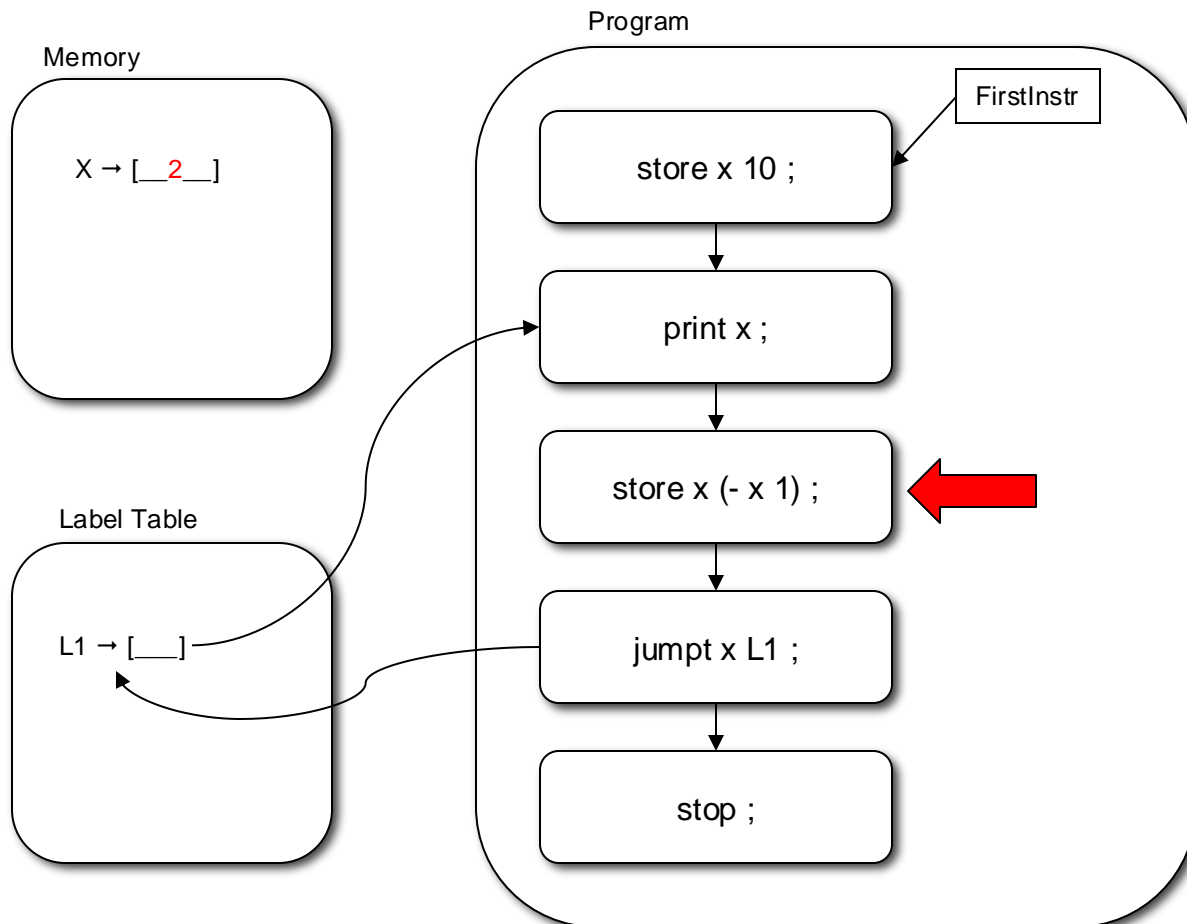 Program
Memory
FirstInstr
store x 10 ;
X → [__2__]
print x ;
store x (- x 1) ;
Label Table
L1 → [___]
jumpt x L1 ;
stop ;